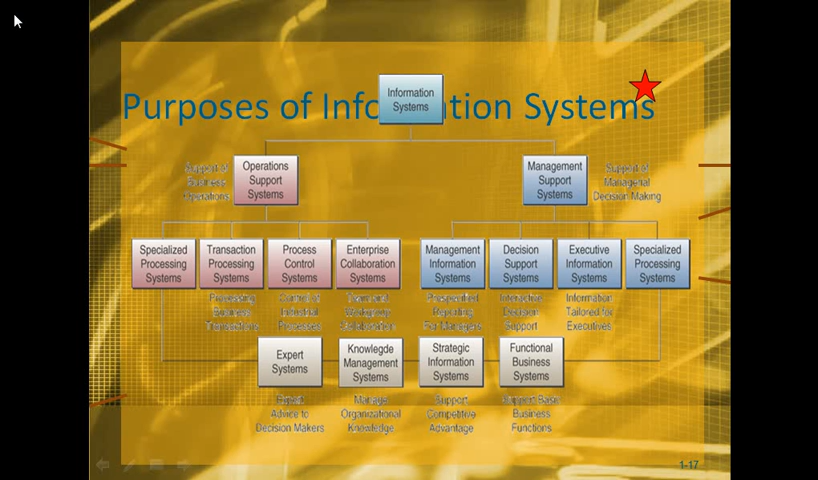 Purposes of Information Systems
Information
Systems
Support of
Business
Operations
Operations
Support
Systems
Management
Support
Systems
Support of
Managerial
Decision Making
Specialized
Processing
Systems
Transaction
Processing
Systems
Process
Control
Systems
Enterprise
Collaboration
Systems
Management
Information
Systems
Decision
Support
Systems
Executive
Information
Systems
Specialized
Processing
Systems
Processing
Business
Transactions
Control of
Industrial
Processes
Team and
Workgroup
Collaboration
Prespecified
Reporting
For Managers
Interactive
Decision
Support
Information
Tailored for
Executives
Expert
Systems
Knowlegde
Management
Systems
Strategic
Information
Systems
Functional
Business
Systems
Expert
Advice to
Decision Makers
Manage
Organizational
Knowledge
Support
Competitive
Advantage
Support Basic
Business
Functions
1-17